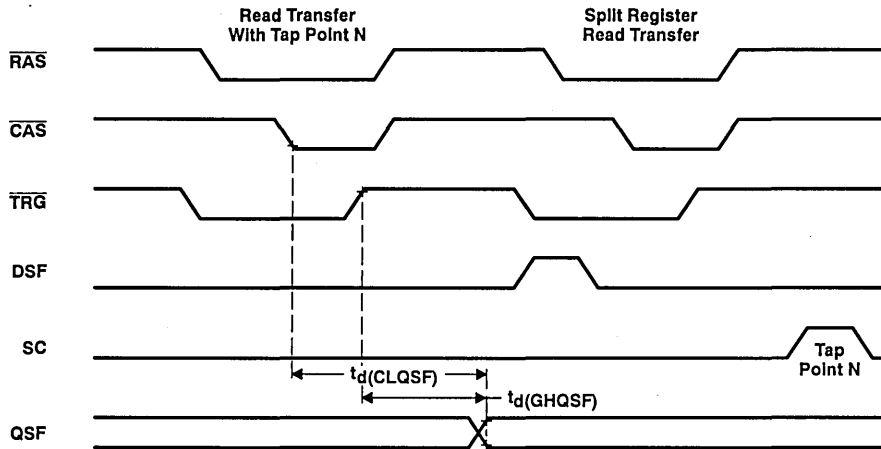 Read Transfer
With Tap Point N
Split Register
Read Transfer
RAS
CAS
TRG
DSF
SC
Tap
Point N
td(CLQSF)
td(GHQSF)
QSF